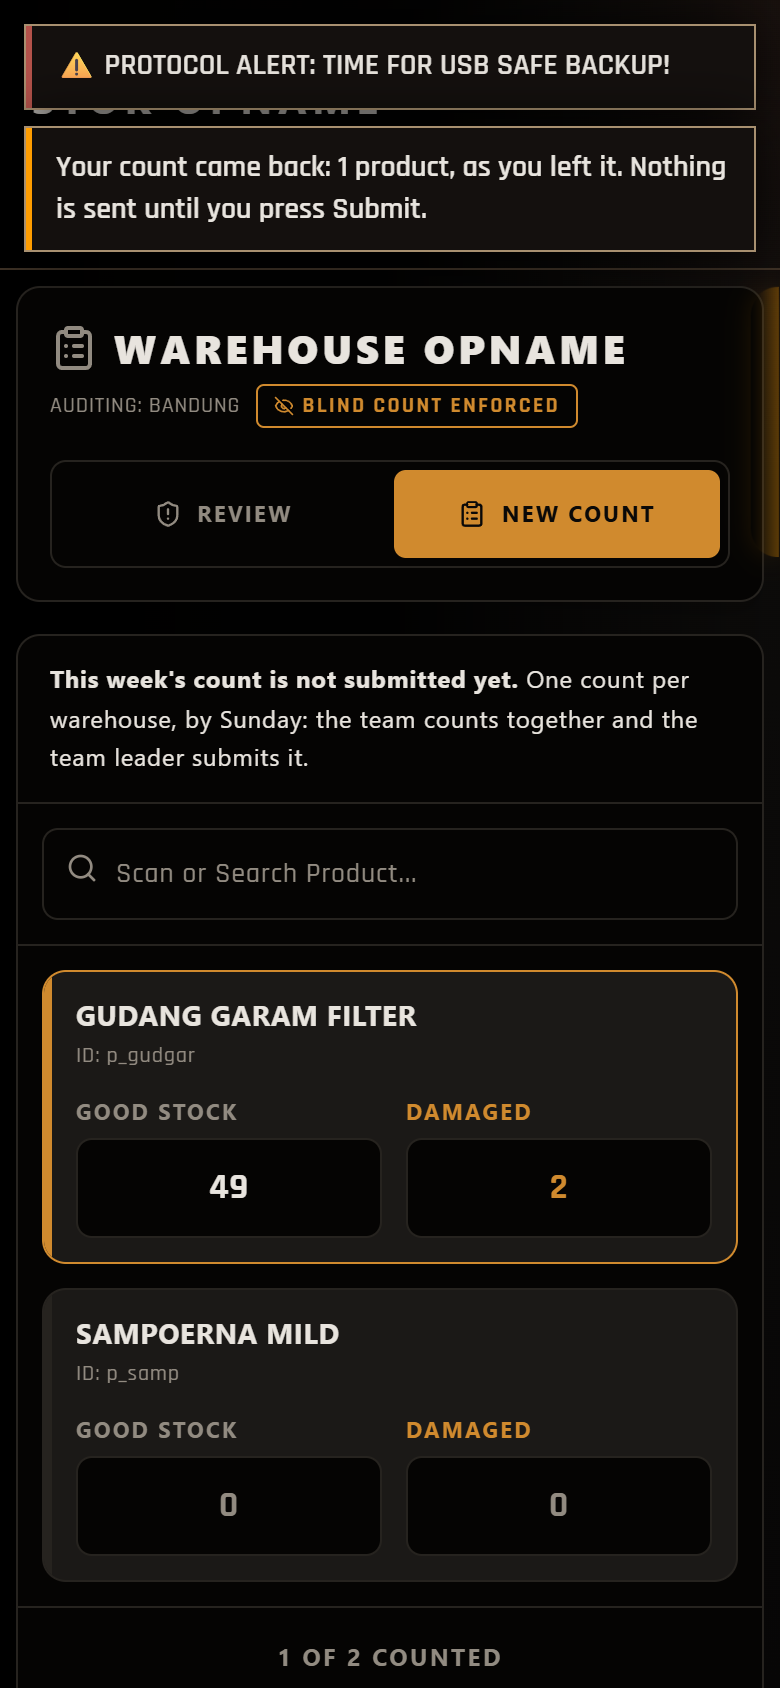 ⚠️ PROTOCOL ALERT: TIME FOR USB SAFE BACKUP!
Your count came back: 1 product, as you left it. Nothing
is sent until you press Submit.
WAREHOUSE OPNAME
AUDITING: BANDUNG
BLIND COUNT ENFORCED
REVIEW
NEW COUNT
This week's count is not submitted yet. One count per
warehouse, by Sunday: the team counts together and the
team leader submits it.
Scan or Search Product...
GUDANG GARAM FILTER
ID: p_gudgar
GOOD STOCK
DAMAGED
49
2
SAMPOERNA MILD
ID: p_samp
GOOD STOCK
DAMAGED
0
0
1 OF 2 COUNTED